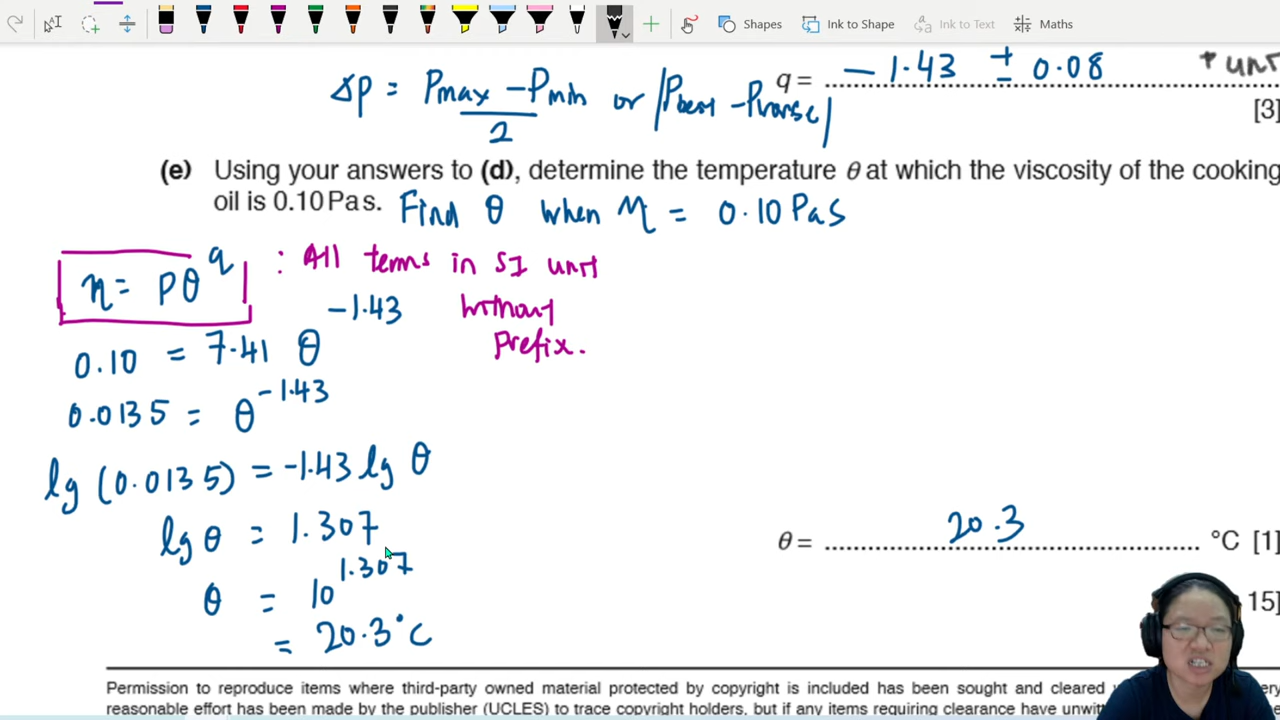 Shapes Ink to Shape Ink to Text Maths
q = − 1.43 ± 0.08 + unit
[3]
Δp = Pmax − Pmin / 2 or |Pbest − Pworse|
(e) Using your answers to (d), determine the temperature θ at which the viscosity of the cooking
oil is 0.10 Pa s. Find θ when η = 0.10 Pas
η = Pθ^q : All terms in SI unit
without
prefix.
0.10 = 7.41 θ^−1.43
0.0135 = θ^−1.43
lg (0.0135) = −1.43 lg θ
lg θ = 1.307
θ = 20.3 °C [1]
θ = 10^1.307
= 20.3°C
15]
Permission to reproduce items where third-party owned material protected by copyright is included has been sought and cleared
reasonable effort has been made by the publisher (UCLES) to trace copyright holders, but if any items requiring clearance have